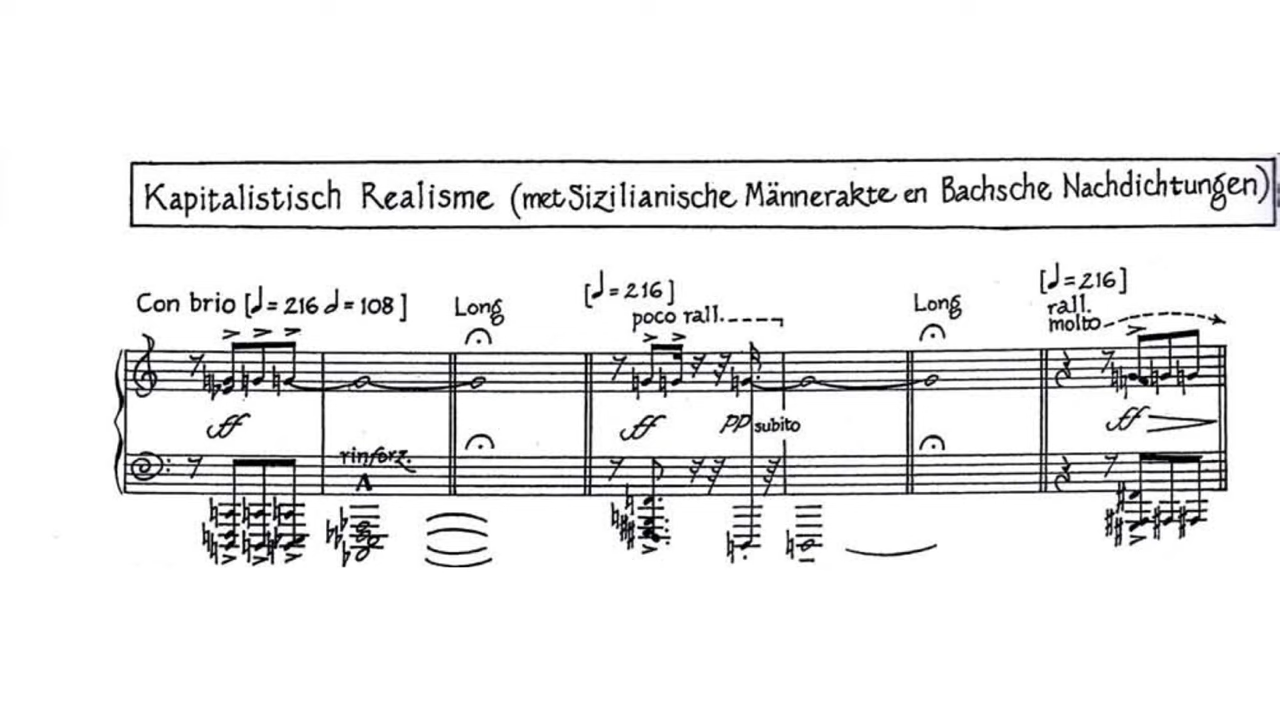 Kapitalistisch Realisme (met Sizilianische Männerakte en Bachsche Nachdichtungen)
Con brio [♩=216 𝅗𝅥=108]
Long
[♩=216]
poco rall.
Long
[♩=216]
rall.
molto
ff
ff
pp subito
ff
rinforz.